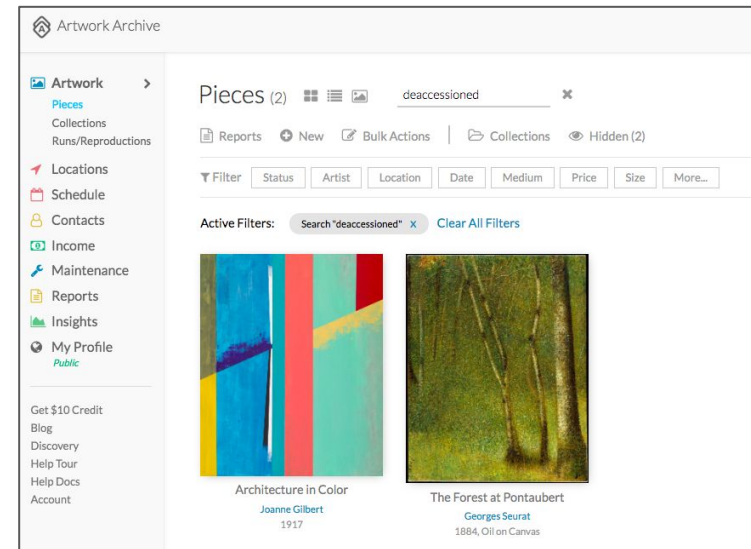 Artwork Archive
Artwork
Pieces
Collections
Runs/Reproductions
Locations
Schedule
Contacts
Income
Maintenance
Reports
Insights
My Profile
Public
Get $10 Credit
Blog
Discovery
Help Tour
Help Docs
Account
Pieces (2) deaccessioned
Reports New Bulk Actions Collections Hidden (2)
Filter Status Artist Location Date Medium Price Size More...
Active Filters: Search "deaccessioned" x Clear All Filters
Architecture in Color
Joanne Gilbert
1917
The Forest at Pontaubert
Georges Seurat
1884, Oil on Canvas